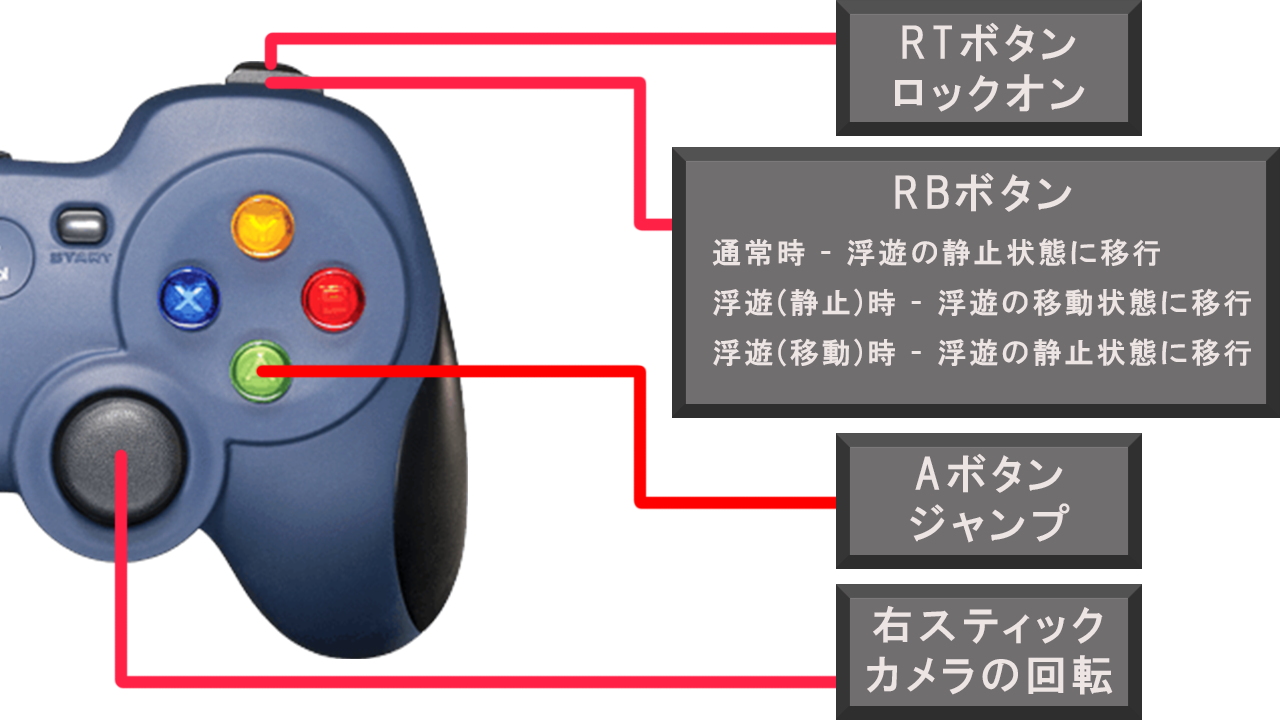 RTボタン
ロックオン
RBボタン
通常時 - 浮遊の静止状態に移行
浮遊(静止)時 - 浮遊の移動状態に移行
浮遊(移動)時 - 浮遊の静止状態に移行
START
Y
X
B
A
Aボタン
ジャンプ
右スティック
カメラの回転